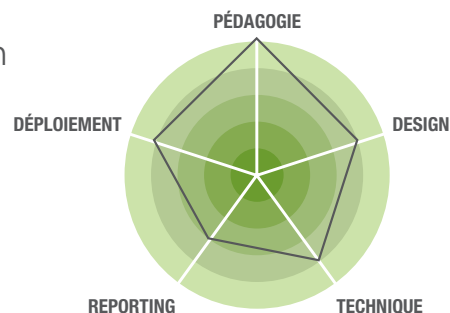 PÉDAGOGIE
n
DÉPLOIEMENT
DESIGN
REPORTING
TECHNIQUE